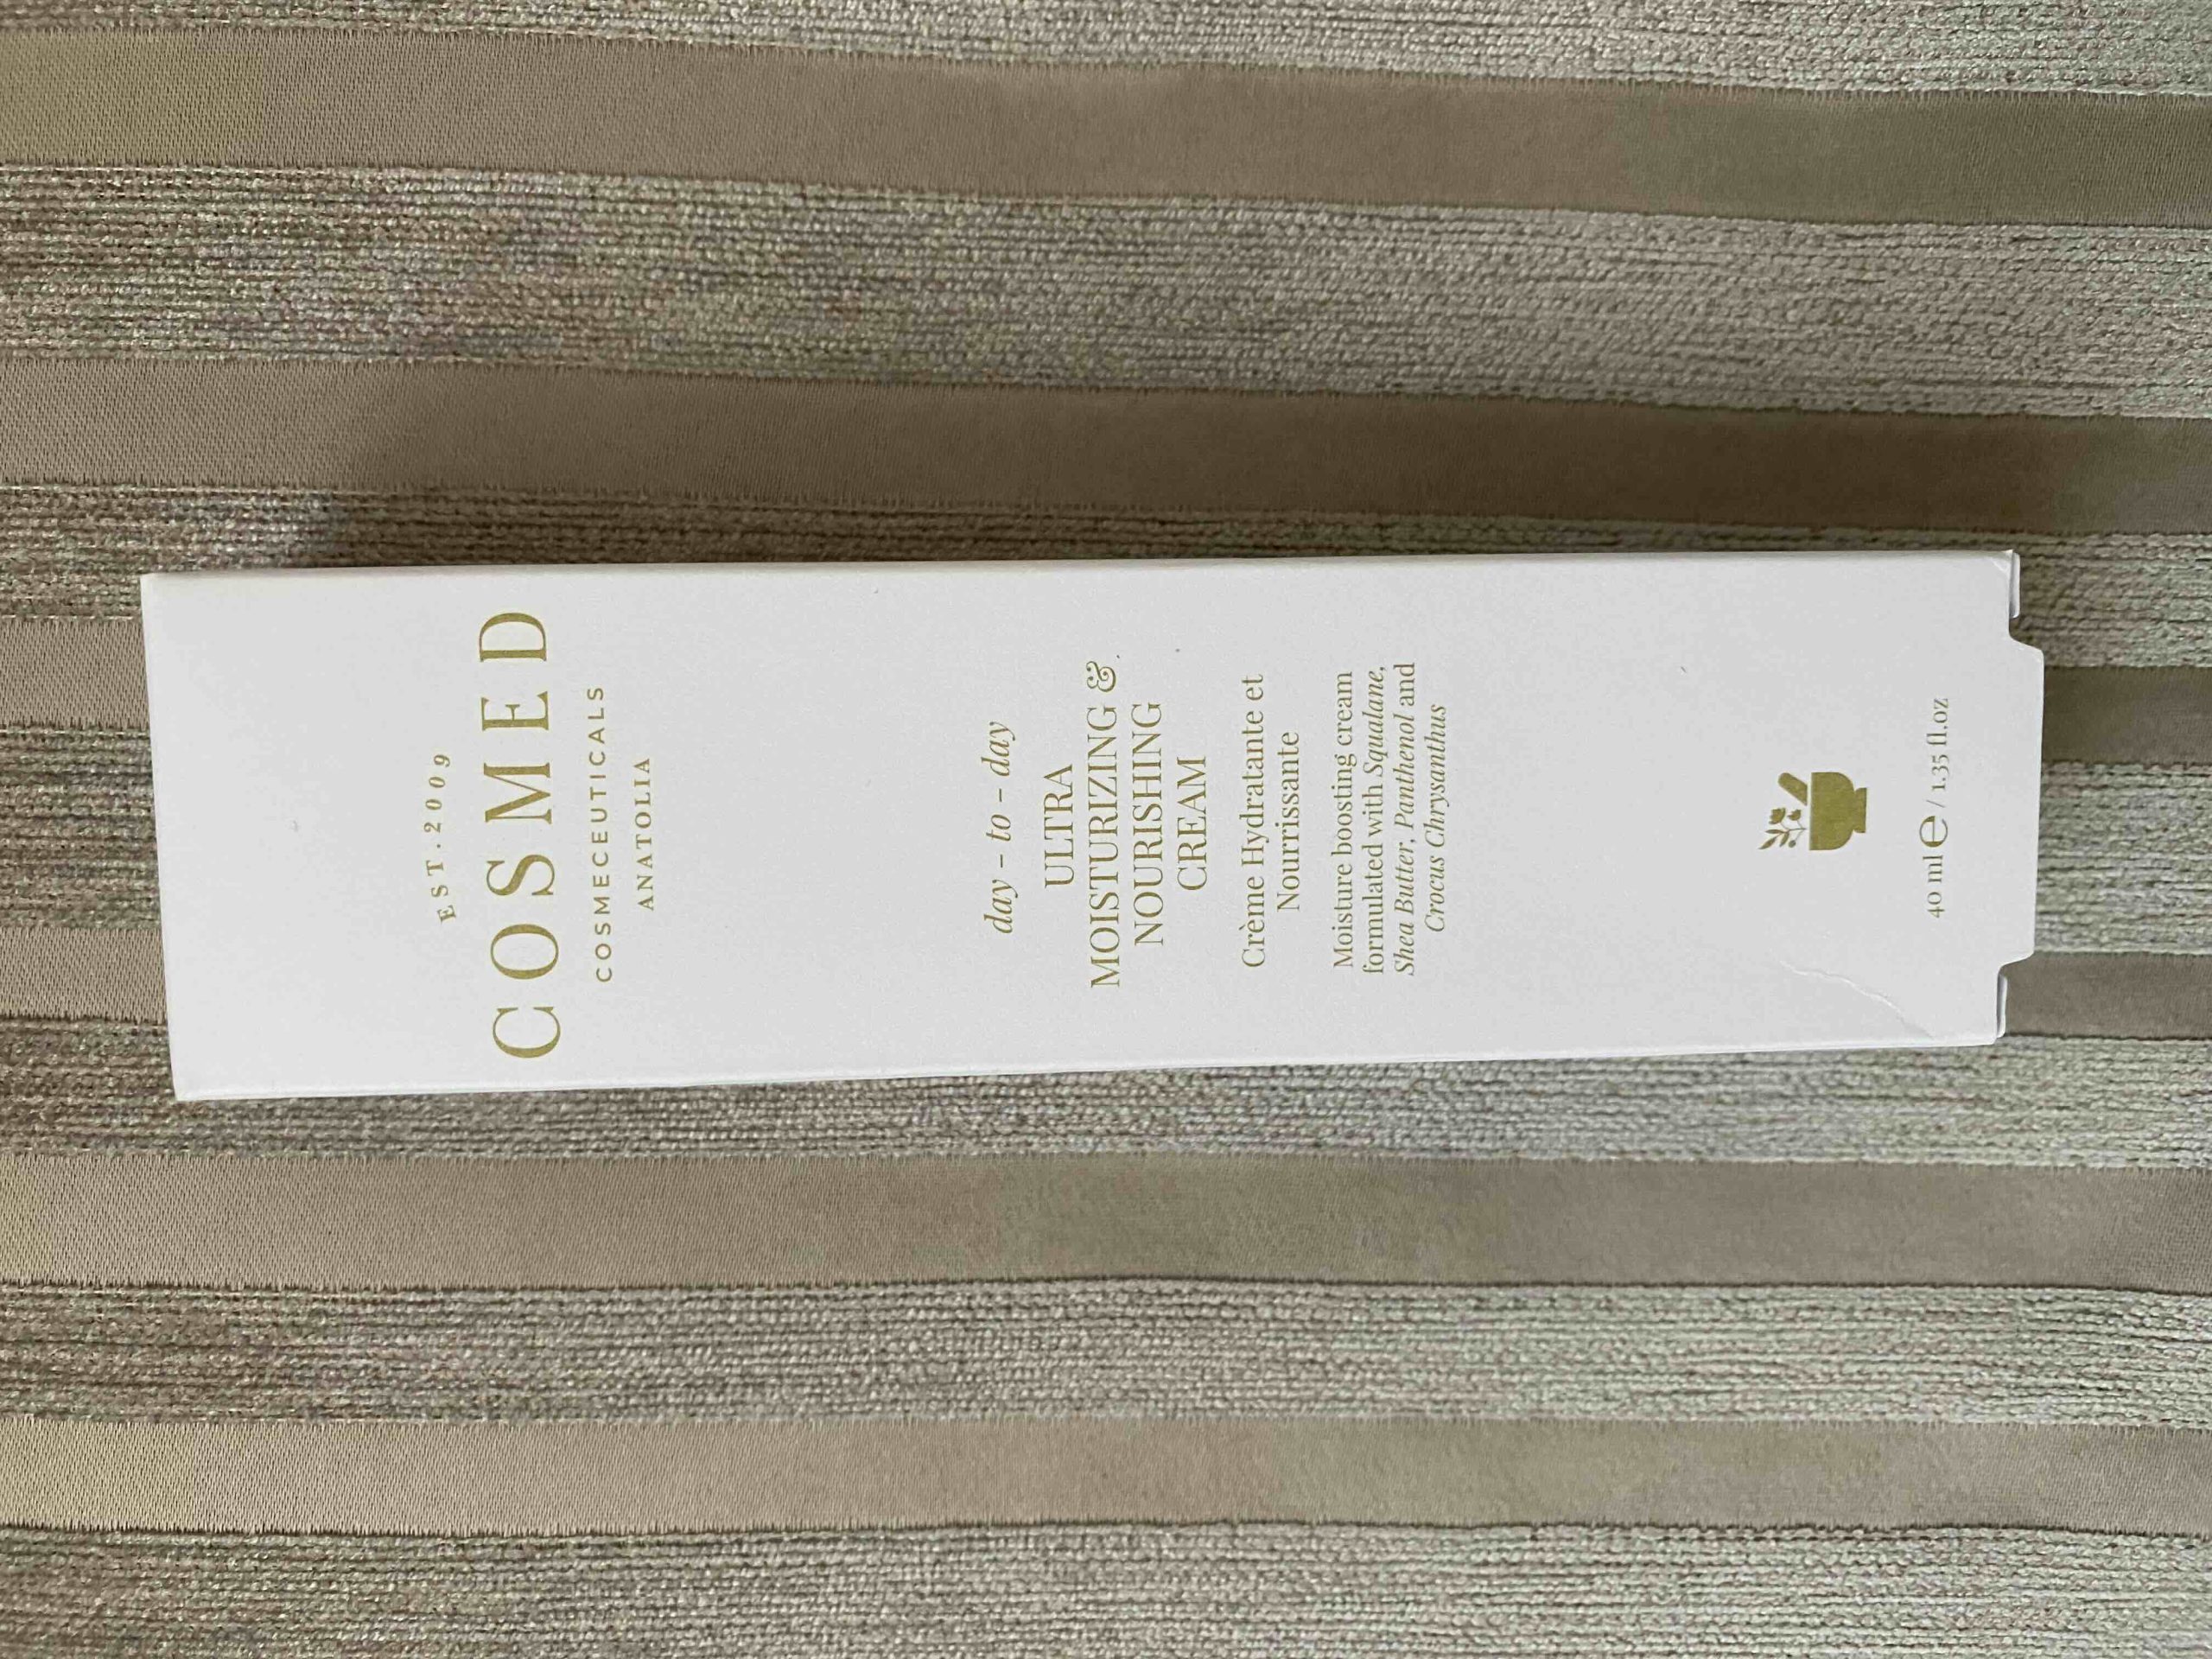 EST.2009
COSMED
COSMECEUTICALS
ANATOLIA
day - to - day
ULTRA
MOISTURIZING &
NOURISHING
CREAM
Crème Hydratante et
Nourrissante
Moisture boosting cream
formulated with Squalane,
Shea Butter, Panthenol and
Crocus Chrysanthus
40 ml ℮ / 1.35 fl.oz